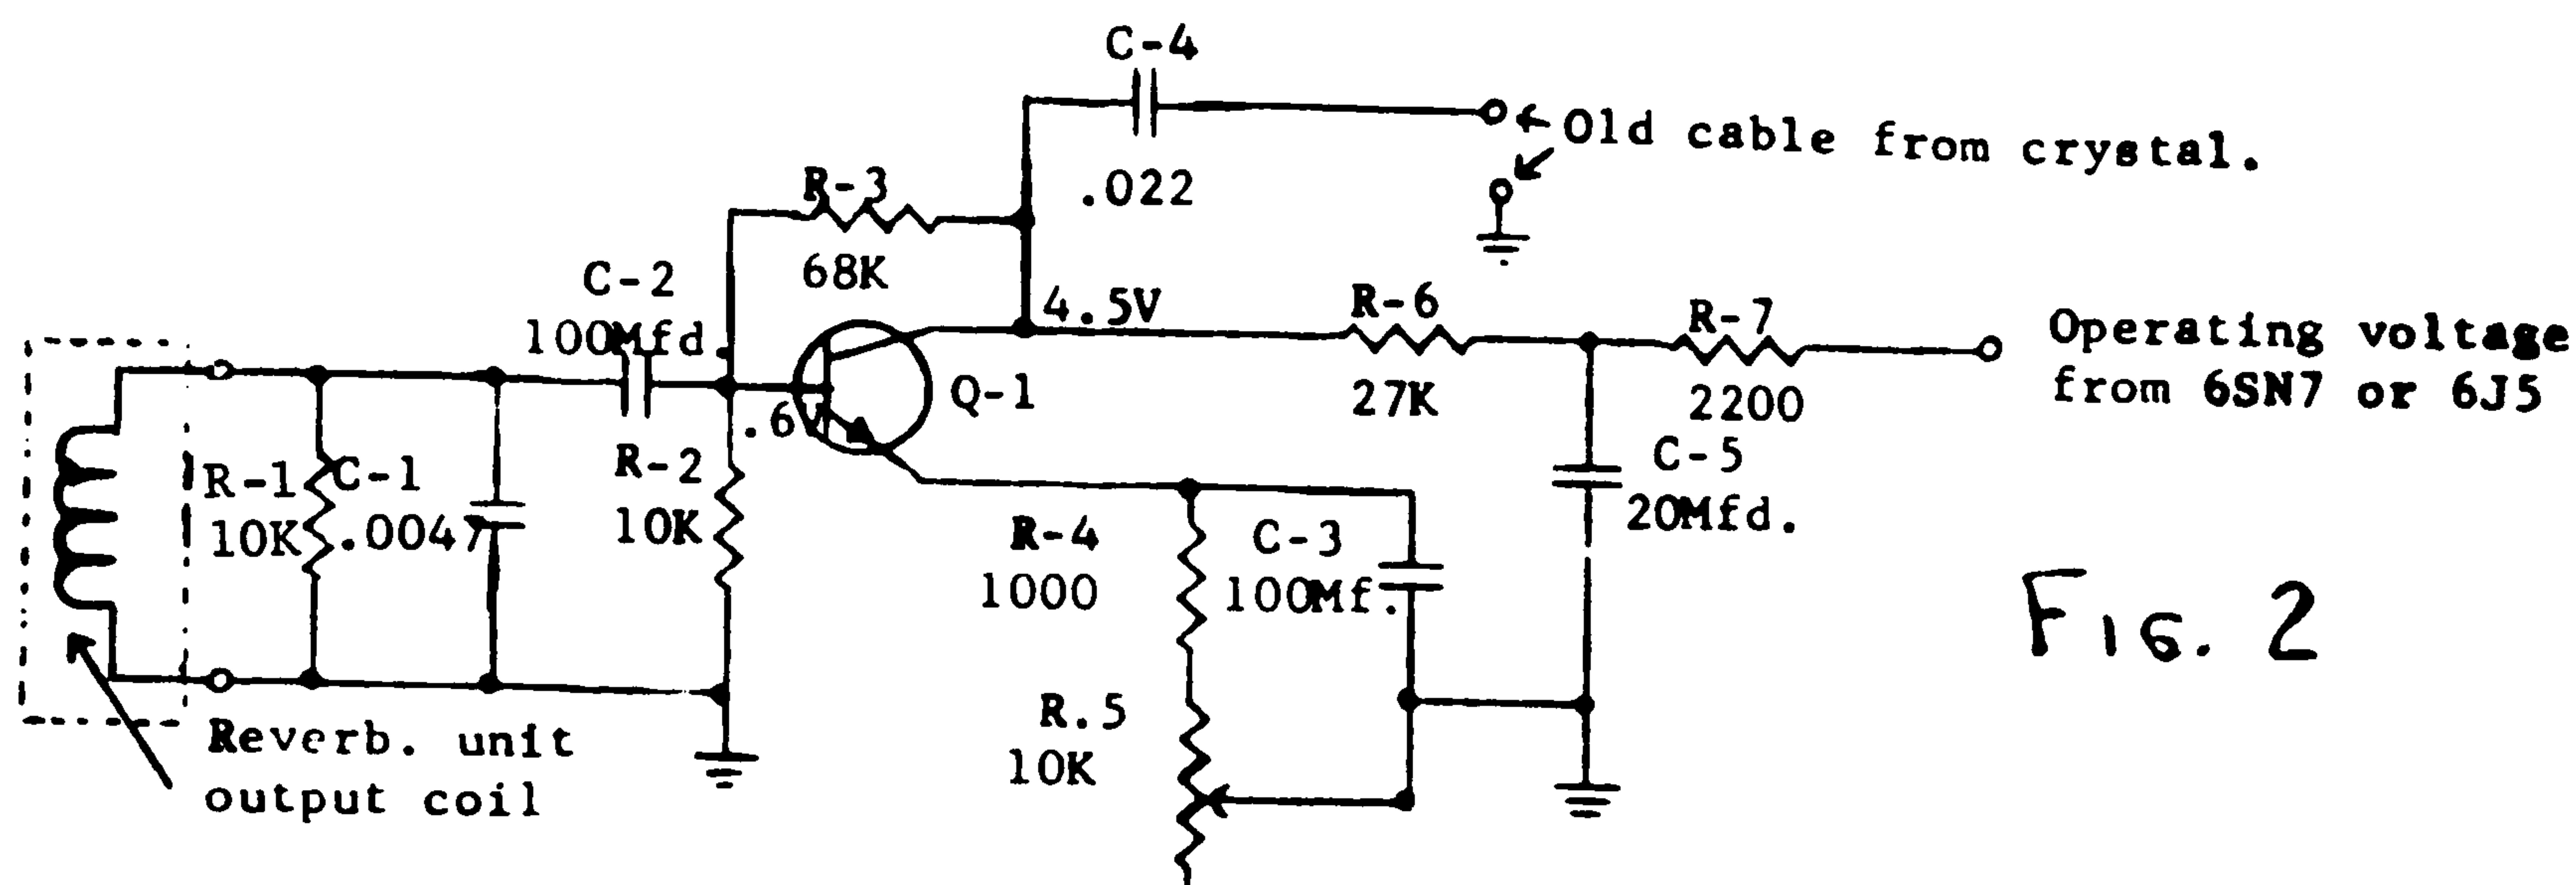 C-4
.022
Old cable from crystal.
R-3
68K
C-2
100Mfd.
4.5V
R-6
27K
R-7
2200
Operating voltage
from 6SN7 or 6J5
.6V
Q-1
R-1
10K
C-1
.0047
R-2
10K
C-5
20Mfd.
R-4
1000
C-3
100Mf.
R.5
10K
Reverb. unit
output coil
FIG. 2